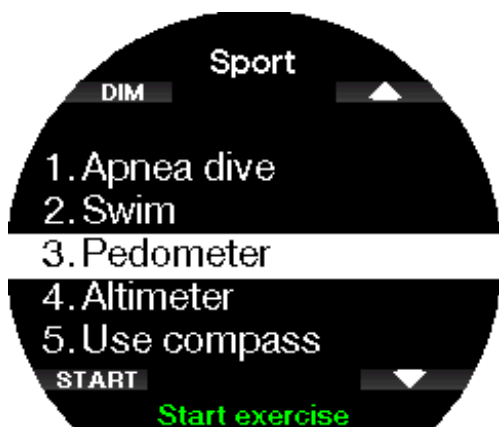 Sport
DIM
1. Apnea dive
2. Swim
3. Pedometer
4. Altimeter
5. Use compass
START
Start exercise